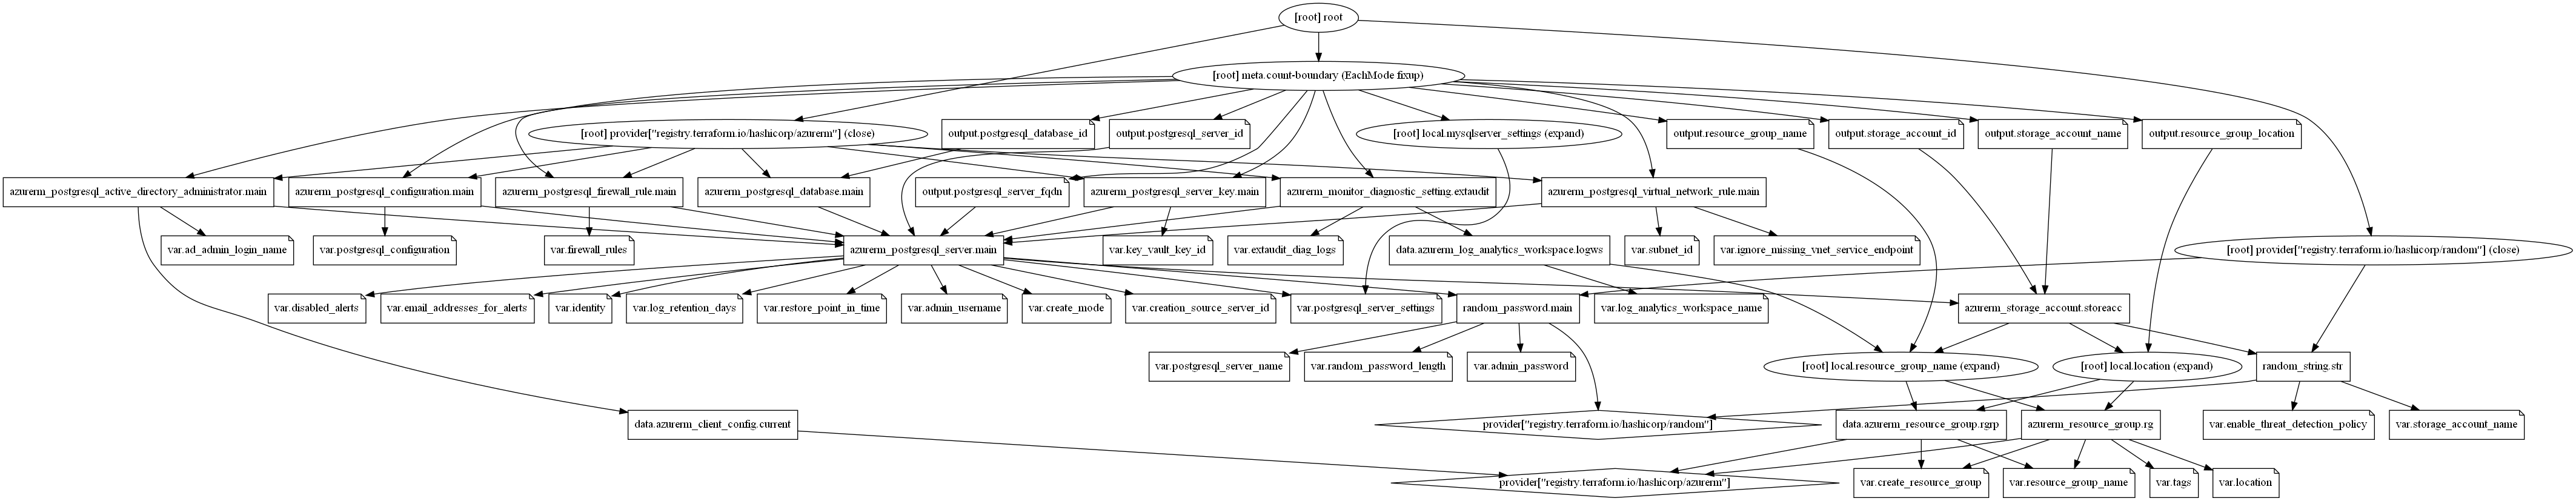 [root] root
[root] meta.count-boundary (EachMode fixup)
[root] provider["registry.terraform.io/hashicorp/azurerm"] (close)
output.postgresql_database_id
output.postgresql_server_id
[root] local.mysqlserver_settings (expand)
output.resource_group_name
output.storage_account_id
output.storage_account_name
output.resource_group_location
azurerm_postgresql_active_directory_administrator.main
azurerm_postgresql_configuration.main
azurerm_postgresql_firewall_rule.main
azurerm_postgresql_database.main
output.postgresql_server_fqdn
azurerm_postgresql_server_key.main
azurerm_monitor_diagnostic_setting.extaudit
azurerm_postgresql_virtual_network_rule.main
var.ad_admin_login_name
var.postgresql_configuration
var.firewall_rules
azurerm_postgresql_server.main
var.key_vault_key_id
var.extaudit_diag_logs
data.azurerm_log_analytics_workspace.logws
var.subnet_id
var.ignore_missing_vnet_service_endpoint
[root] provider["registry.terraform.io/hashicorp/random"] (close)
var.disabled_alerts
var.email_addresses_for_alerts
var.identity
var.log_retention_days
var.restore_point_in_time
var.admin_username
var.create_mode
var.creation_source_server_id
var.postgresql_server_settings
random_password.main
var.log_analytics_workspace_name
azurerm_storage_account.storeacc
var.postgresql_server_name
var.random_password_length
var.admin_password
[root] local.resource_group_name (expand)
[root] local.location (expand)
random_string.str
data.azurerm_client_config.current
provider["registry.terraform.io/hashicorp/random"]
data.azurerm_resource_group.rgrp
azurerm_resource_group.rg
var.enable_threat_detection_policy
var.storage_account_name
provider["registry.terraform.io/hashicorp/azurerm"]
var.create_resource_group
var.resource_group_name
var.tags
var.location